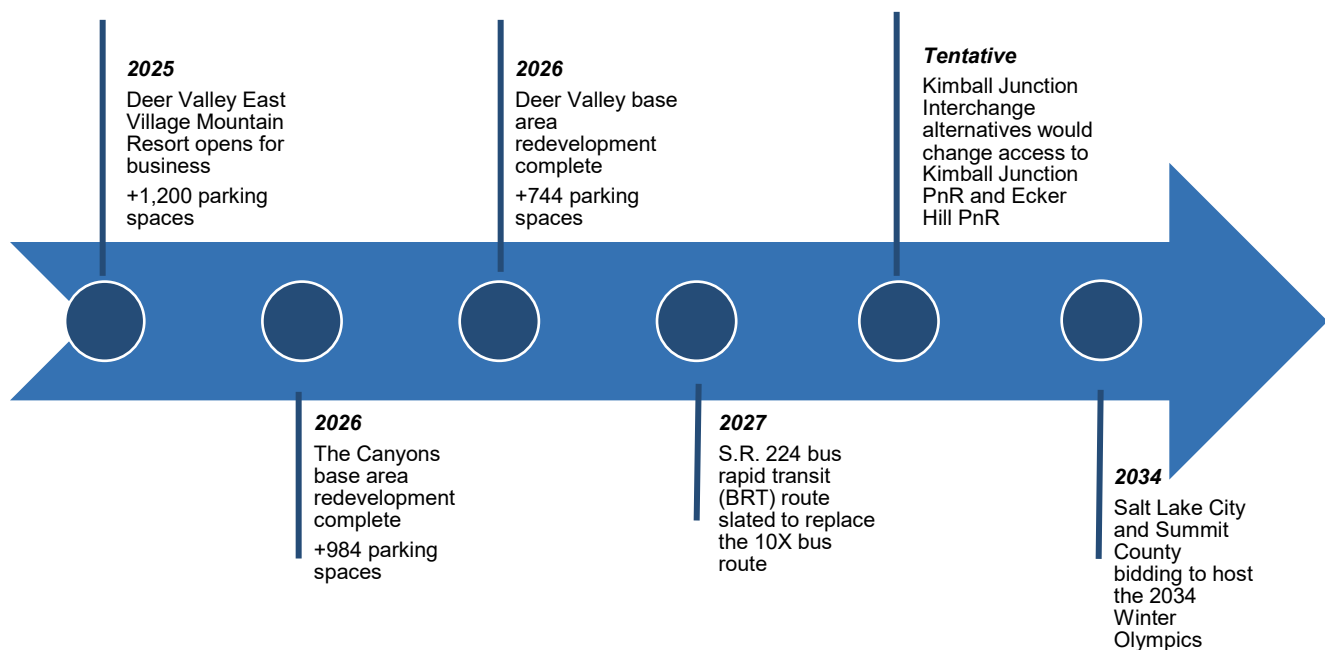 2025
Deer Valley East
Village Mountain
Resort opens for
business
+1,200 parking
spaces
2026
The Canyons
base area
redevelopment
complete
+984 parking
spaces
2026
Deer Valley base
area
redevelopment
complete
+744 parking
spaces
2027
S.R. 224 bus
rapid transit
(BRT) route
slated to replace
the 10X bus
route
Tentative
Kimball Junction
Interchange
alternatives would
change access to
Kimball Junction
PnR and Ecker
Hill PnR
2034
Salt Lake City
and Summit
County
bidding to host
the 2034
Winter
Olympics